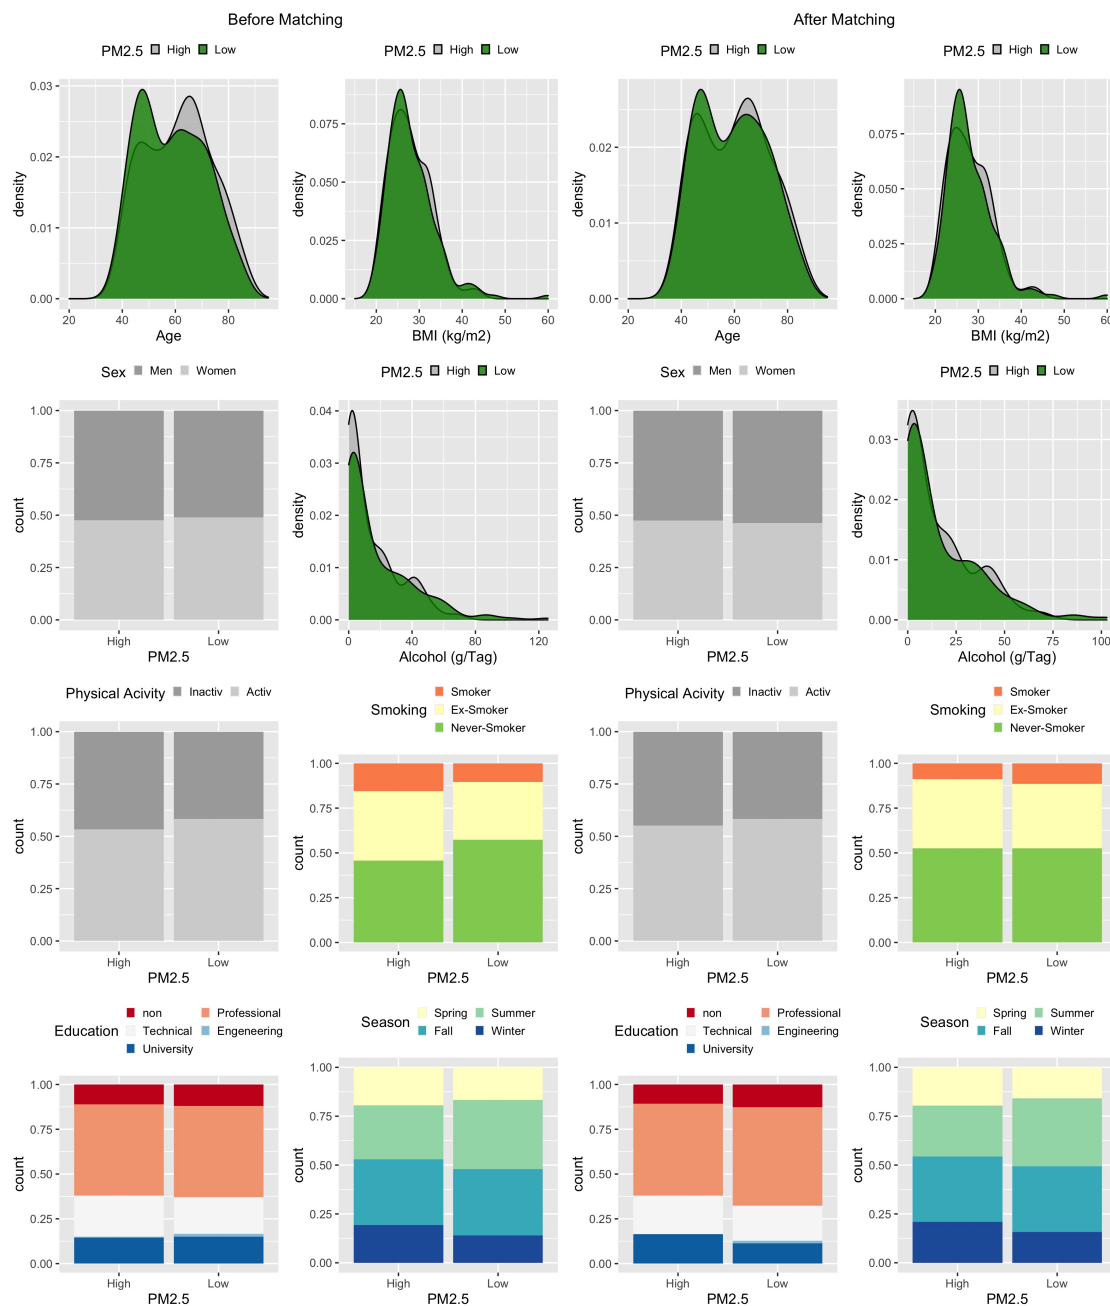 Before Matching
After Matching
PM2.5 High Low
PM2.5 High Low
PM2.5 High Low
PM2.5 High Low
density
0.03
0.02
0.01
0.00
20 40 60 80
Age
density
0.075
0.050
0.025
0.000
20 30 40 50 60
BMI (kg/m2)
density
0.02
0.01
0.00
20 40 60 80
Age
density
0.075
0.050
0.025
0.000
20 30 40 50 60
BMI (kg/m2)
Sex Men Women
PM2.5 High Low
Sex Men Women
PM2.5 High Low
count
1.00
0.75
0.50
0.25
0.00
High Low
PM2.5
density
0.04
0.03
0.02
0.01
0.00
0 40 80 120
Alcohol (g/Tag)
count
1.00
0.75
0.50
0.25
0.00
High Low
PM2.5
density
0.03
0.02
0.01
0.00
0 25 50 75 100
Alcohol (g/Tag)
Physical Acivity Inactiv Activ
Smoking
Smoker
Ex-Smoker
Never-Smoker
Physical Acivity Inactiv Activ
Smoking
Smoker
Ex-Smoker
Never-Smoker
count
1.00
0.75
0.50
0.25
0.00
High Low
PM2.5
count
1.00
0.75
0.50
0.25
0.00
High Low
PM2.5
count
1.00
0.75
0.50
0.25
0.00
High Low
PM2.5
count
1.00
0.75
0.50
0.25
0.00
High Low
PM2.5
Education
non Professional
Technical Engeneering
University
Season
Spring Summer
Fall Winter
Education
non Professional
Technical Engineering
University
Season
Spring Summer
Fall Winter
count
1.00
0.75
0.50
0.25
0.00
High Low
PM2.5
count
1.00
0.75
0.50
0.25
0.00
High Low
PM2.5
count
1.00
0.75
0.50
0.25
0.00
High Low
PM2.5
count
1.00
0.75
0.50
0.25
0.00
High Low
PM2.5